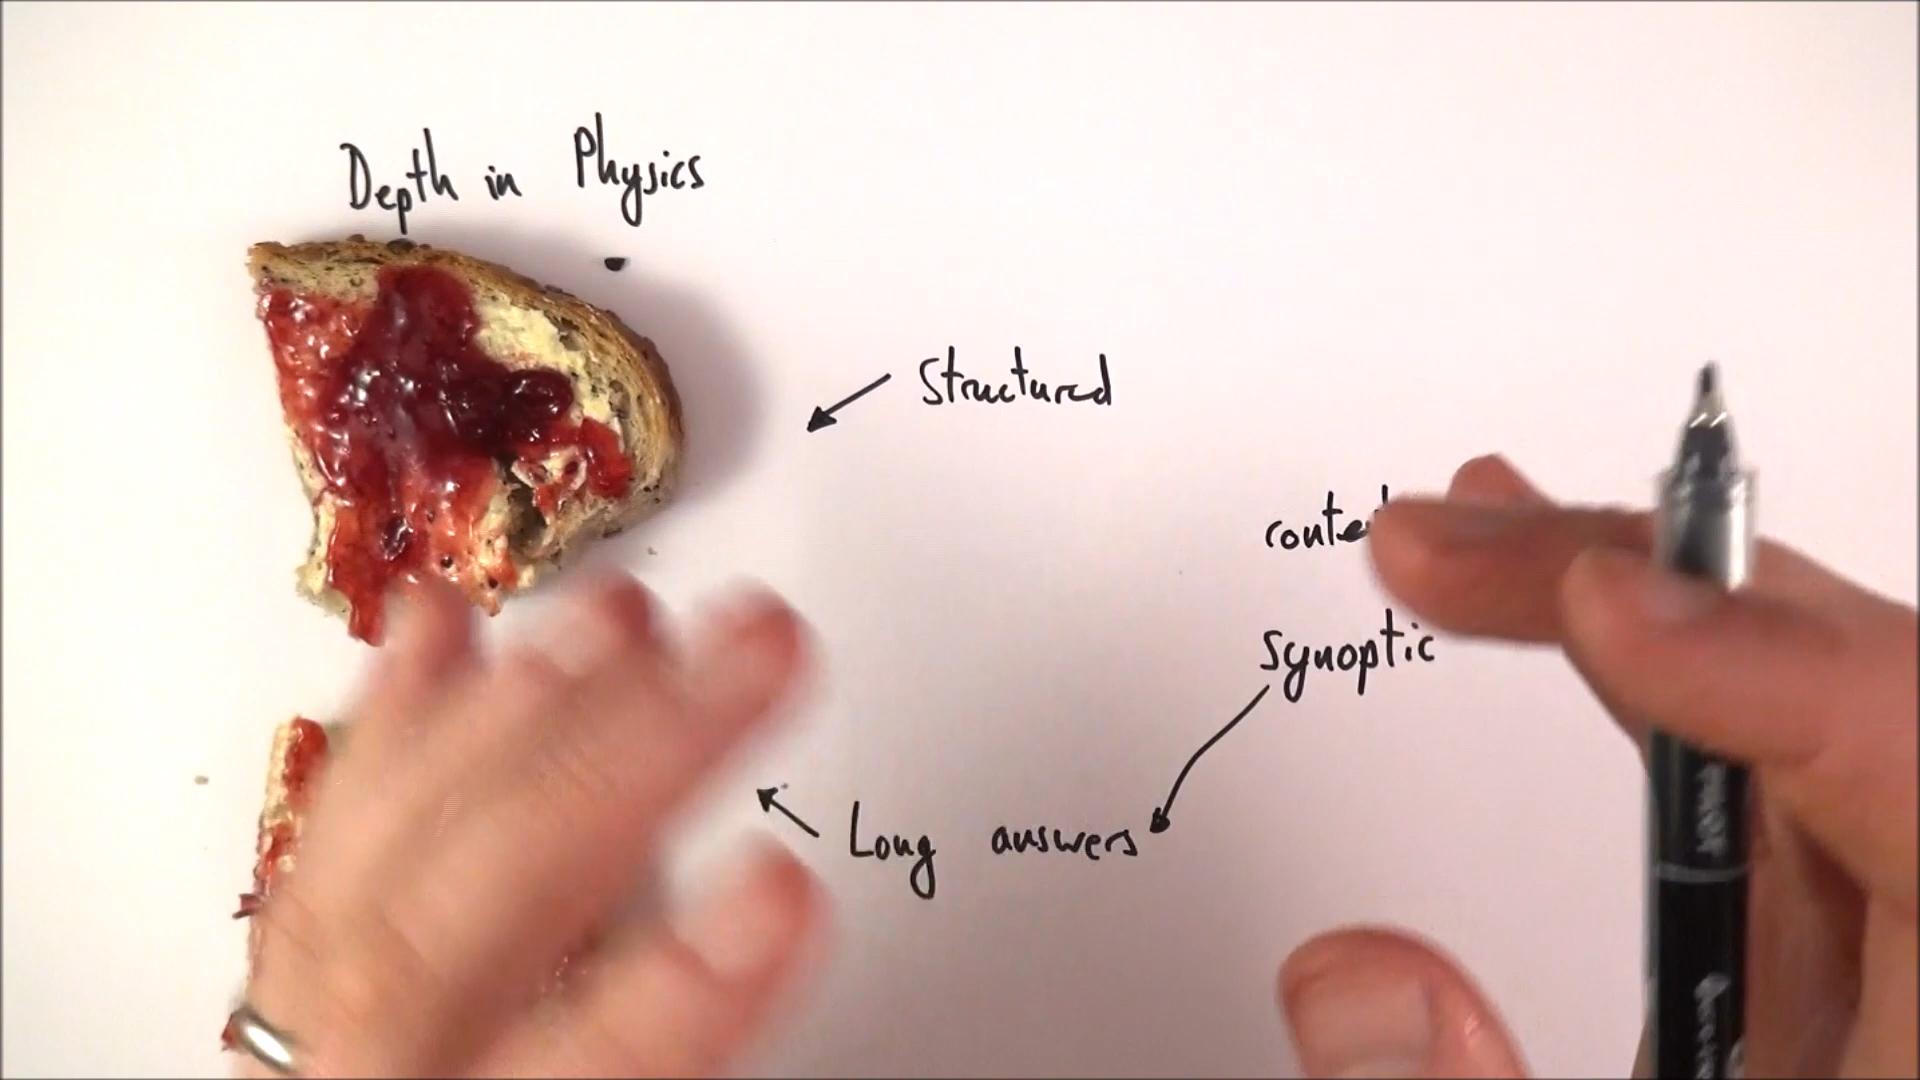 Depth in Physics
Structured
synoptic
Long answers